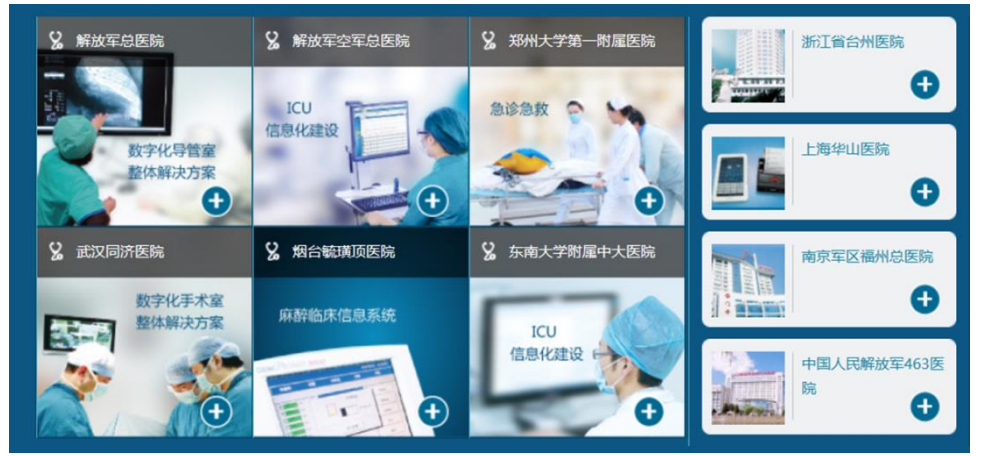 解放军总医院
数字化导管室
整体解决方案
解放军空军总医院
ICU
信息化建设
郑州大学第一附属医院
急诊急救
武汉同济医院
数字化手术室
整体解决方案
烟台毓璜顶医院
麻醉临床信息系统
东南大学附属中大医院
ICU
信息化建设
浙江省台州医院
上海华山医院
南京军区福州总医院
中国人民解放军463医
院